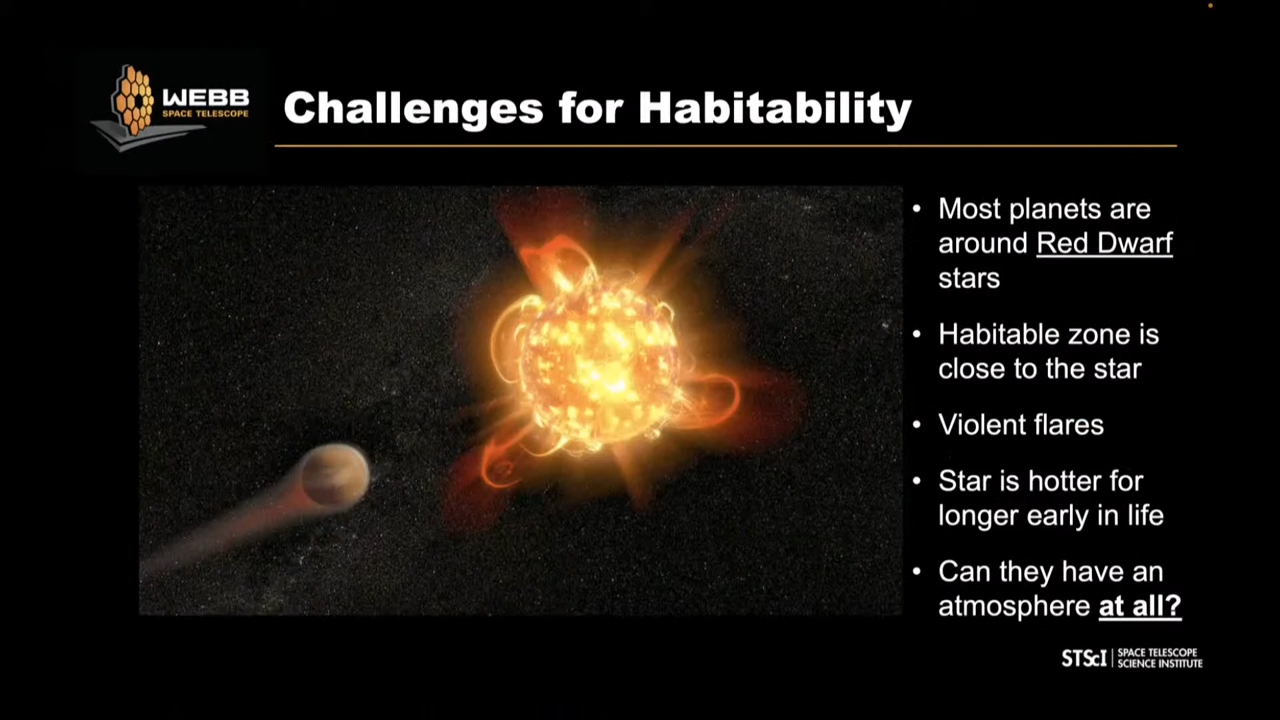 WEBB
SPACE TELESCOPE
Challenges for Habitability
• Most planets are
around Red Dwarf
stars
• Habitable zone is
close to the star
• Violent flares
• Star is hotter for
longer early in life
• Can they have an
atmosphere at all?
STScI | SPACE TELESCOPE
SCIENCE INSTITUTE